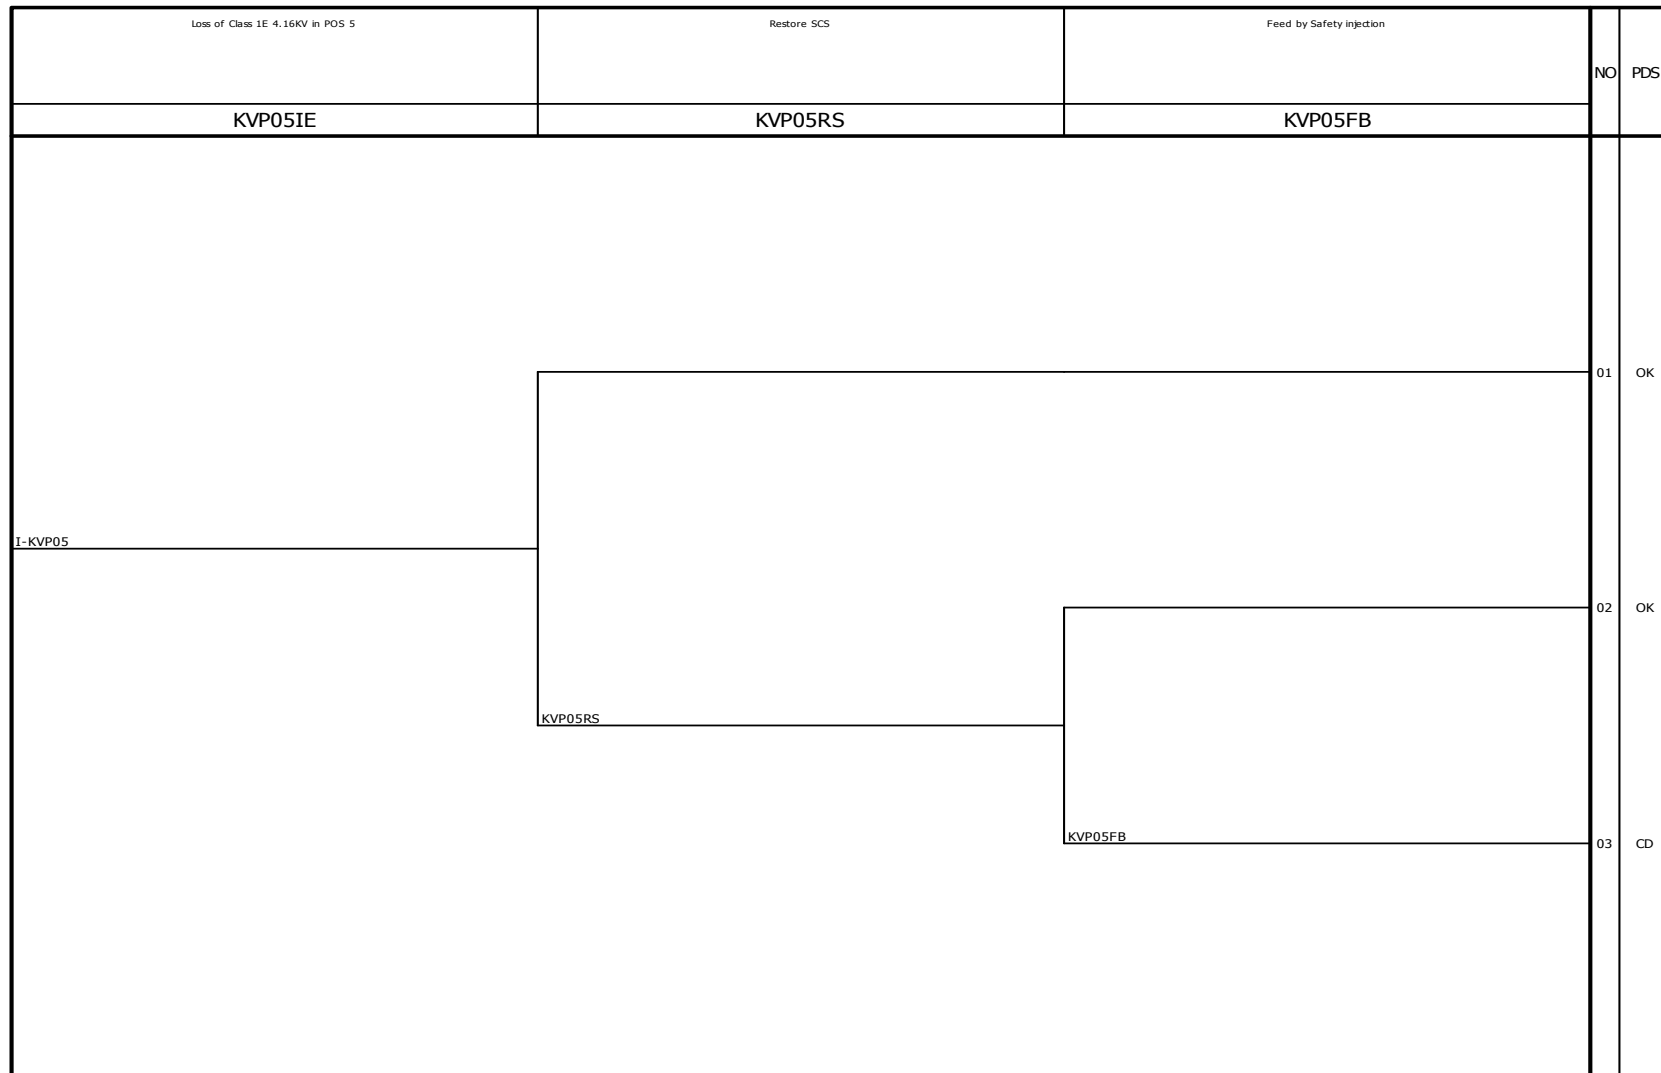 Loss of Class 1E 4.16KV in POS 5
Restore SCS
Feed by Safety injection
NO
PDS
KVP05IE
KVP05RS
KVP05FB
01
OK
I-KVP05
02
OK
KVP05RS
KVP05FB
03
CD